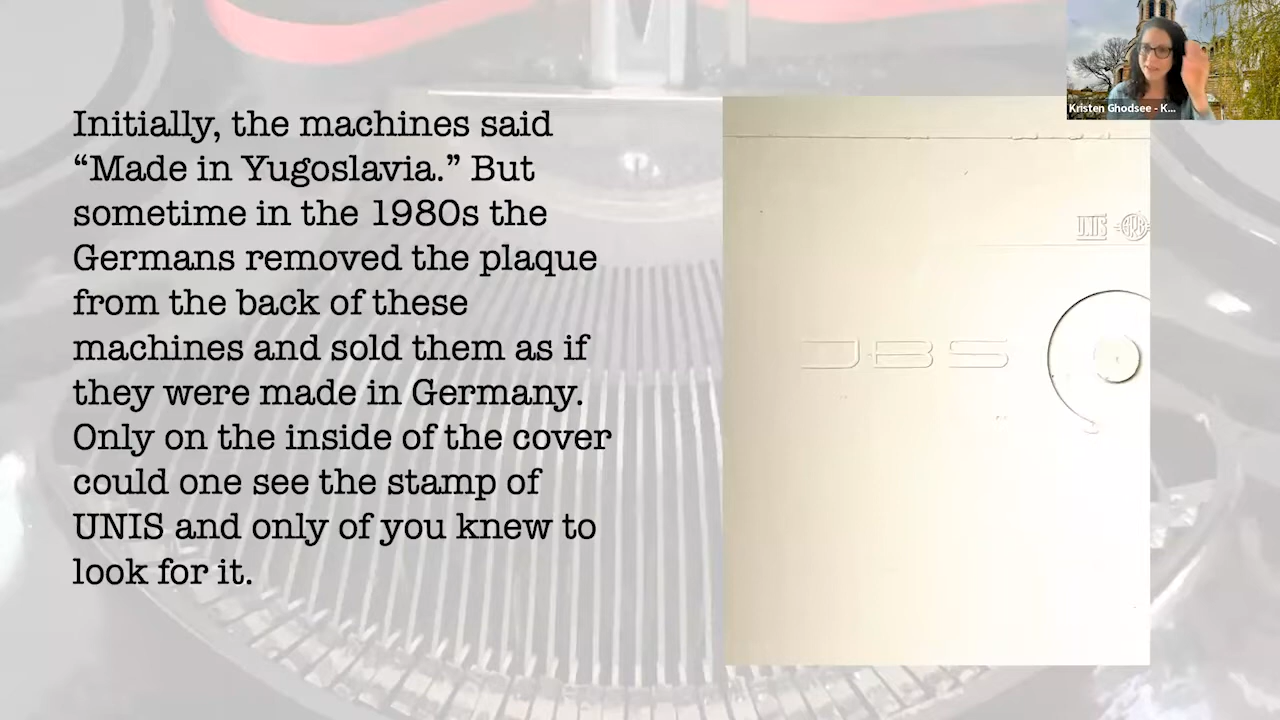 Initially, the machines said
“Made in Yugoslavia.” But
sometime in the 1980s the
Germans removed the plaque
from the back of these
machines and sold them as if
they were made in Germany.
Only on the inside of the cover
could one see the stamp of
UNIS and only of you knew to
look for it.
Kristen Ghodsee - K...
UNIS